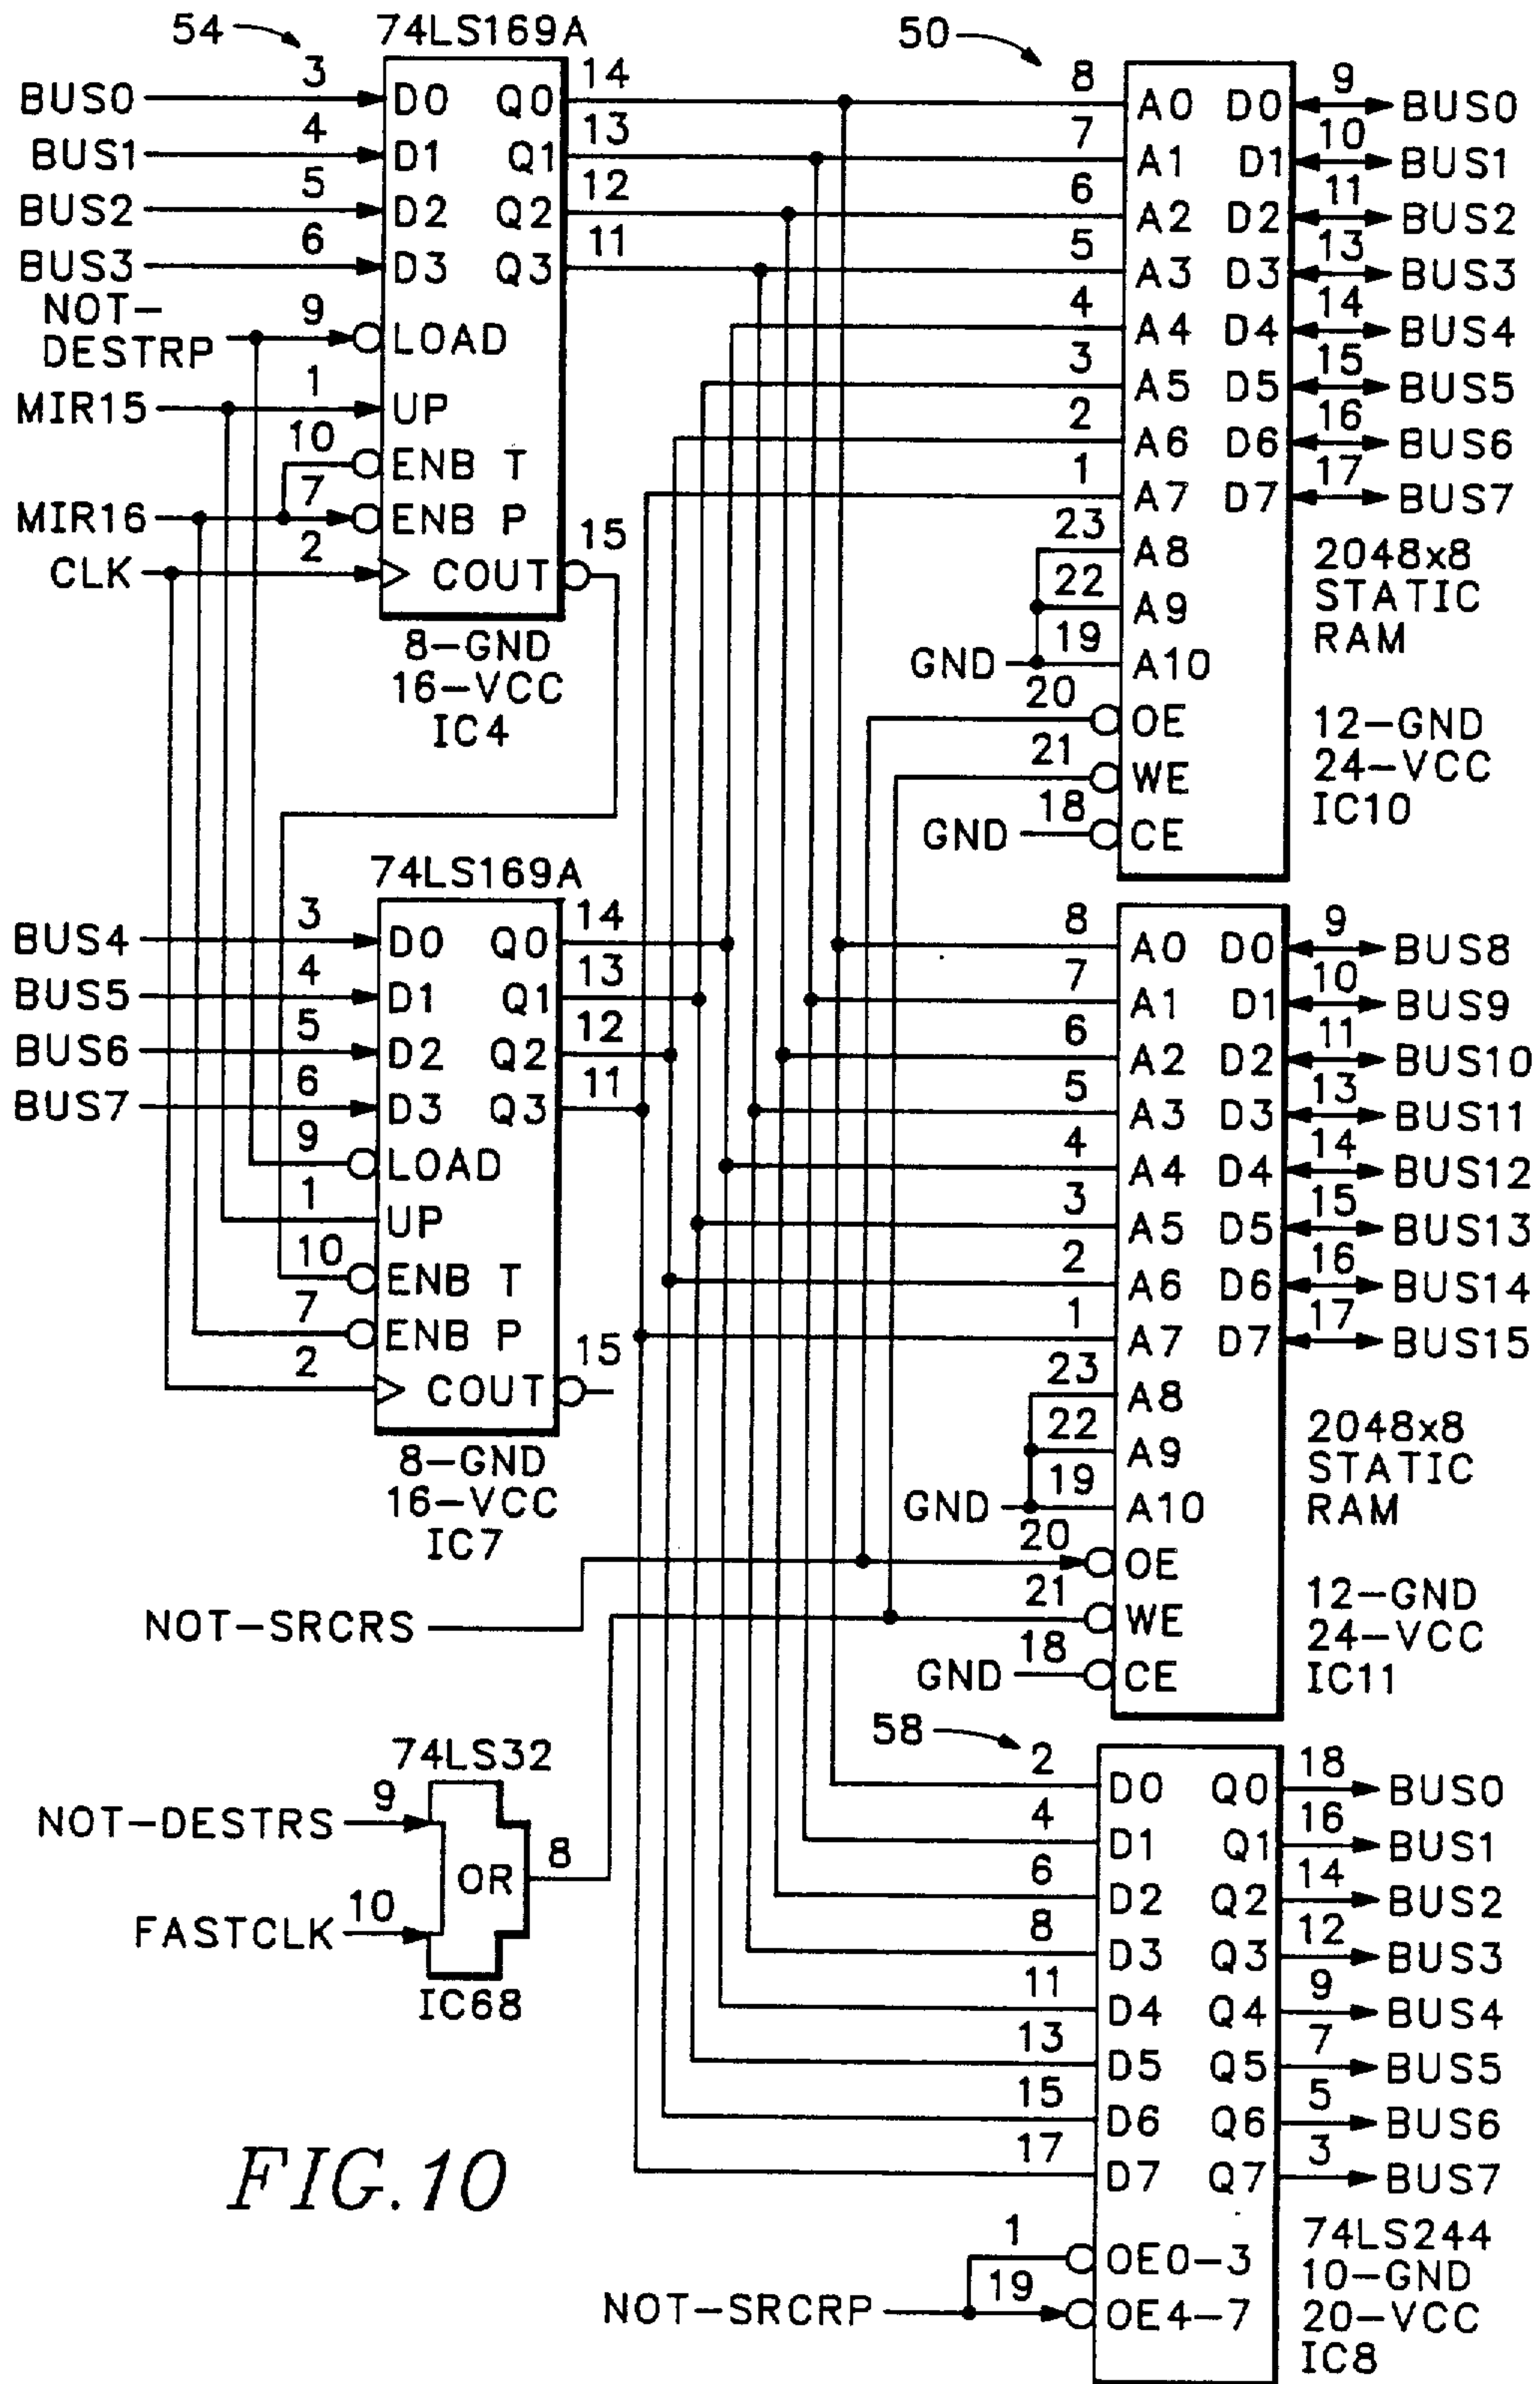 54
74LS169A
BUS0 3 D0 Q0 14
BUS1 4 D1 Q1 13
BUS2 5 D2 Q2 12
BUS3 6 D3 Q3 11
NOT-
DESTRP 9 LOAD
MIR15 1 UP
10 ENB T
MIR16 7 ENB P
CLK 2 COUT 15
8-GND
16-VCC
IC4
74LS169A
BUS4 3 D0 Q0 14
BUS5 4 D1 Q1 13
BUS6 5 D2 Q2 12
BUS7 6 D3 Q3 11
9 LOAD
1 UP
10 ENB T
7 ENB P
2 COUT 15
8-GND
16-VCC
IC7
NOT-SRCRS
74LS32
NOT-DESTRS 9
OR 8
FASTCLK 10
IC68
50
8 A0 D0 9 BUS0
7 A1 D1 10 BUS1
6 A2 D2 11 BUS2
5 A3 D3 13 BUS3
4 A4 D4 14 BUS4
3 A5 D5 15 BUS5
2 A6 D6 16 BUS6
1 A7 D7 17 BUS7
23 A8
22 A9
GND 19 A10
20 OE
21 WE
GND 18 CE
2048x8
STATIC
RAM
12-GND
24-VCC
IC10
8 A0 D0 9 BUS8
7 A1 D1 10 BUS9
6 A2 D2 11 BUS10
5 A3 D3 13 BUS11
4 A4 D4 14 BUS12
3 A5 D5 15 BUS13
2 A6 D6 16 BUS14
1 A7 D7 17 BUS15
23 A8
22 A9
GND 19 A10
20 OE
21 WE
GND 18 CE
2048x8
STATIC
RAM
12-GND
24-VCC
IC11
58
2 D0 Q0 18 BUS0
4 D1 Q1 16 BUS1
6 D2 Q2 14 BUS2
8 D3 Q3 12 BUS3
11 D4 Q4 9 BUS4
13 D5 Q5 7 BUS5
15 D6 Q6 5 BUS6
17 D7 Q7 3 BUS7
1 OE0-3
NOT-SRCRP 19 OE4-7
74LS244
10-GND
20-VCC
IC8
FIG.10